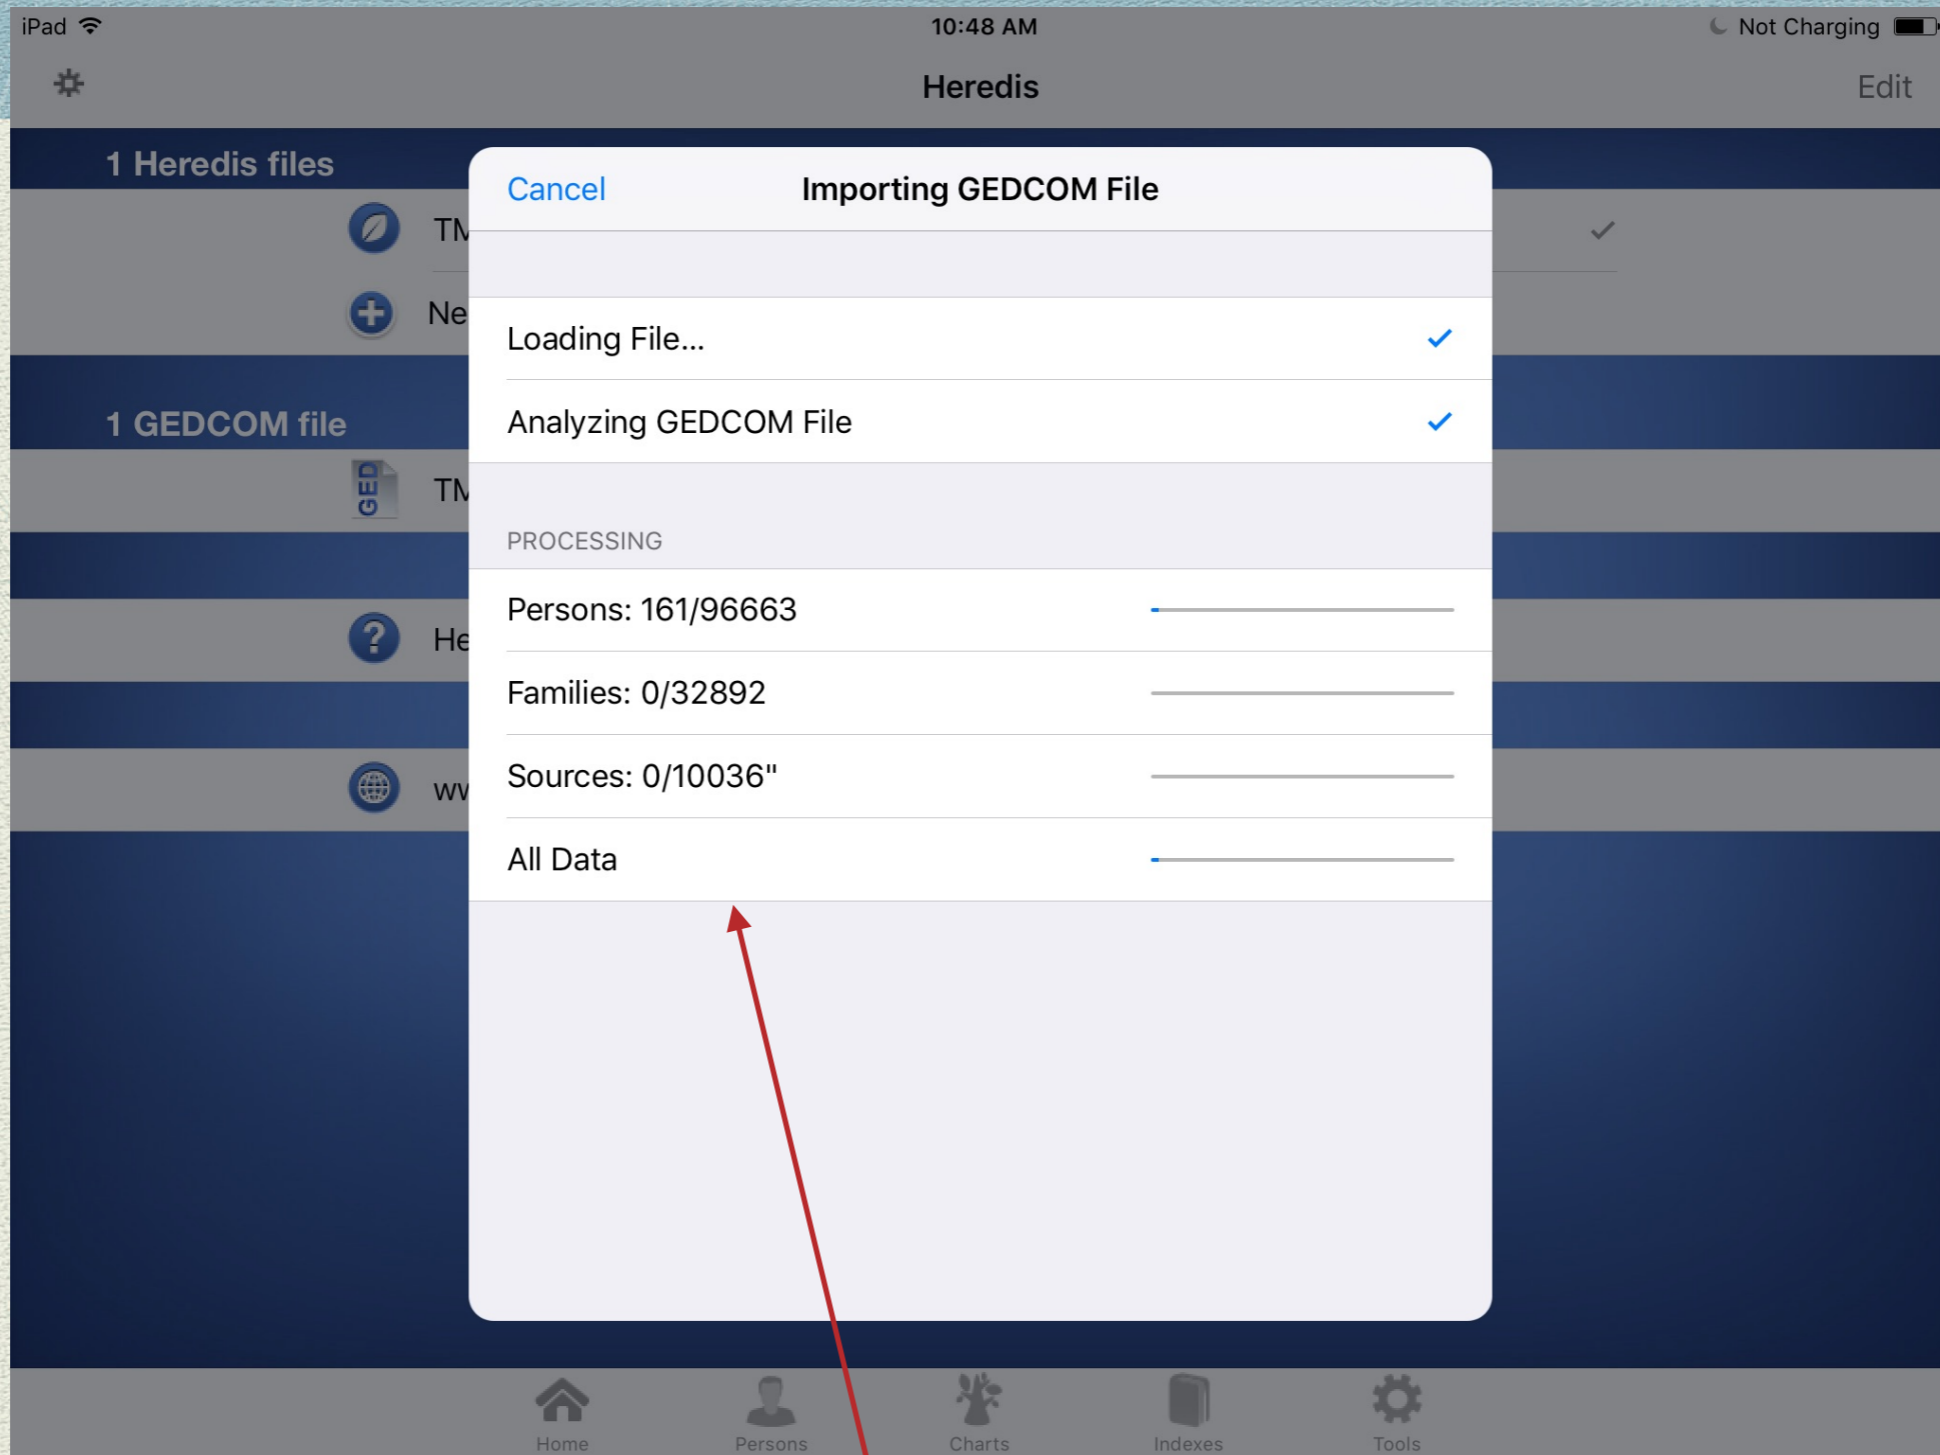 iPad
10:48 AM
Not Charging
Heredis
Edit
1 Heredis files
Cancel
Importing GEDCOM File
TM
Ne
Loading File...
Analyzing GEDCOM File
1 GEDCOM file
GED
TM
PROCESSING
Persons: 161/96663
He
Families: 0/32892
Sources: 0/10036"
ww
All Data
Home
Persons
Charts
Indexes
Tools